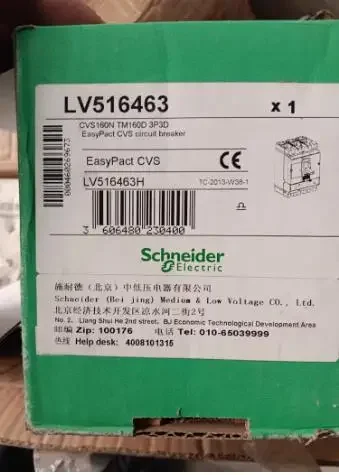 LV516463 x 1
CVS160N TM160D 3P3D
EasyPact CVS circuit breaker
EasyPact CVS
CE
LV516463H
TC-2013-W38-1
3 606480 230400
Schneider
Electric
施耐德（北京）中低压电器有限公司
Schneider (Bei jing) Medium & Low Voltage CO., Ltd.
北京经济技术开发区凉水河二街2号
No. 2, Liang Shui He 2nd street, BJ Economic Technological Development Area
邮编 Zip: 100176 电话 Tel: 010-65039999
热线 Help desk: 4008101315